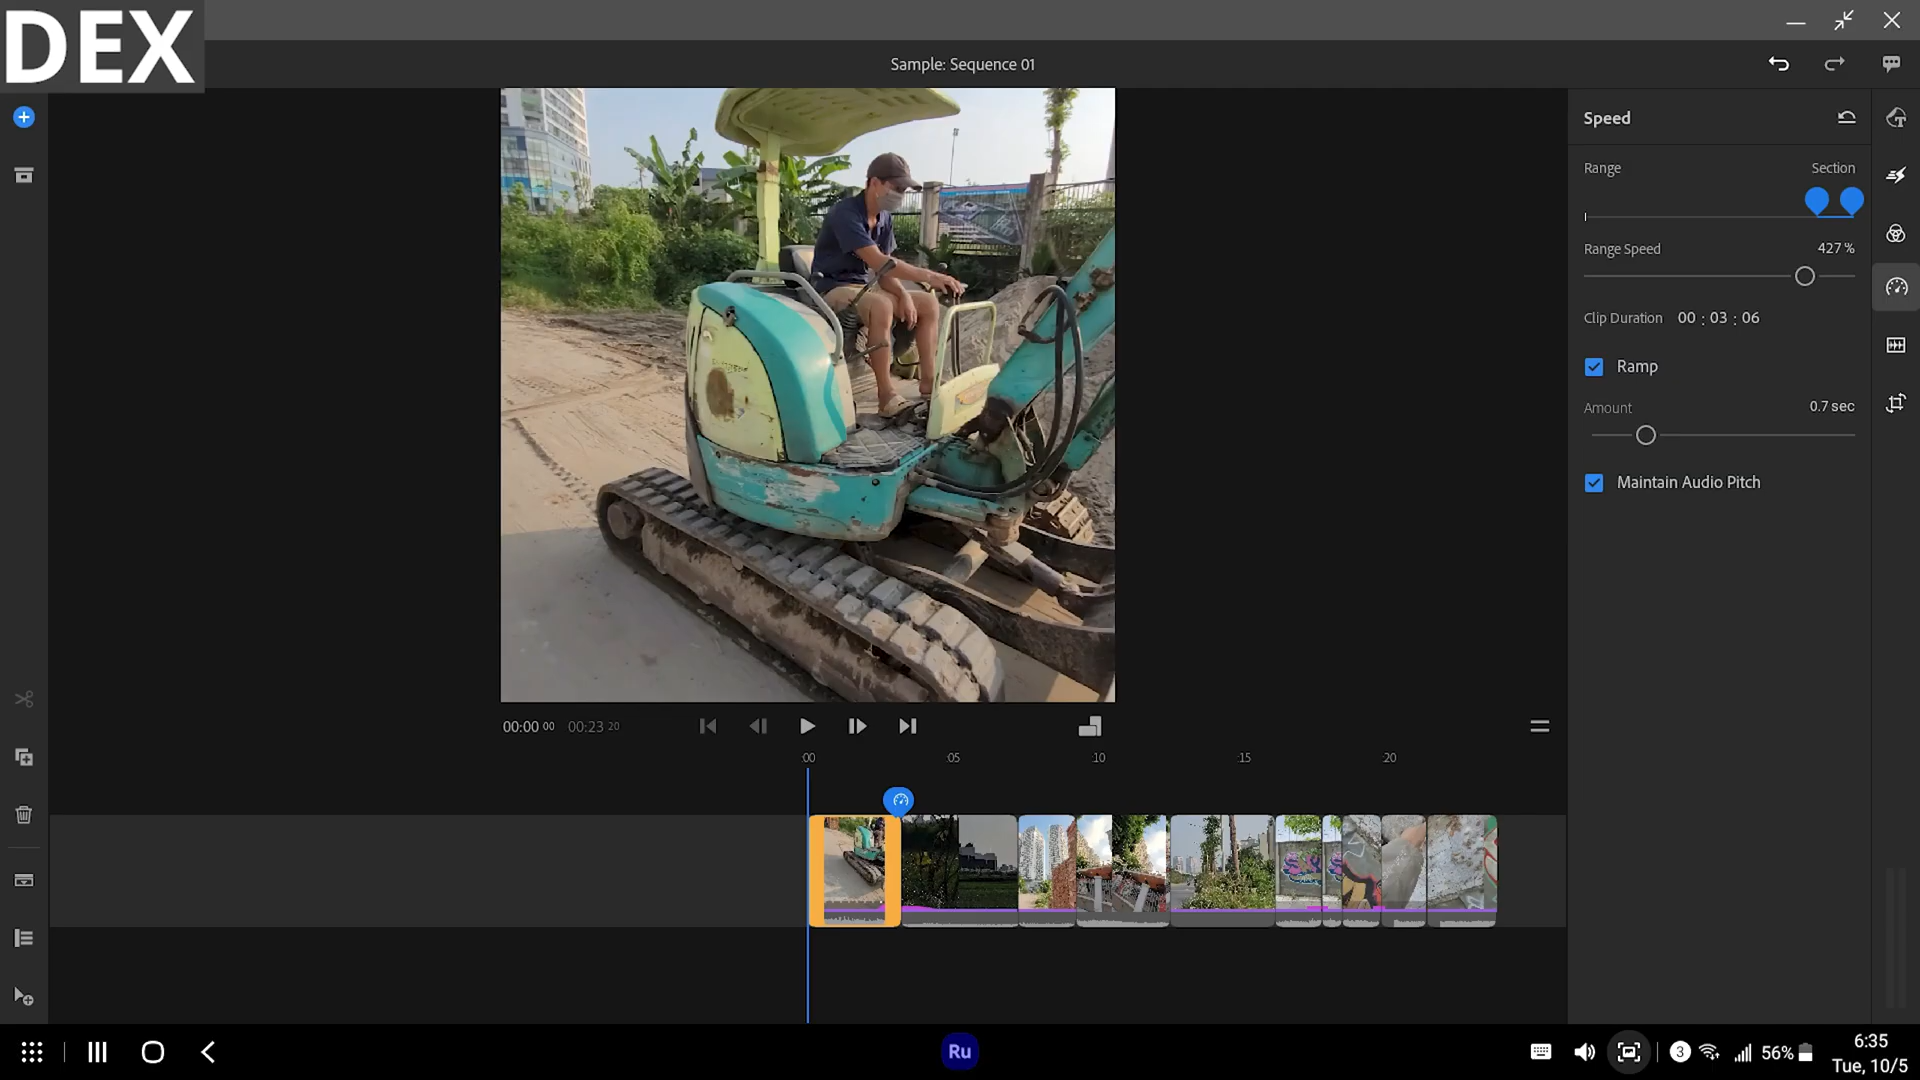 DEX
Sample: Sequence 01
Speed
Range Section
Range Speed 427 %
Clip Duration 00 : 03 : 06
Ramp
Amount 0.7 sec
Maintain Audio Pitch
00:00 00 00:23 20
:00 :05 :10 :15 :20
Ru
3 56%
6:35
Tue, 10/5